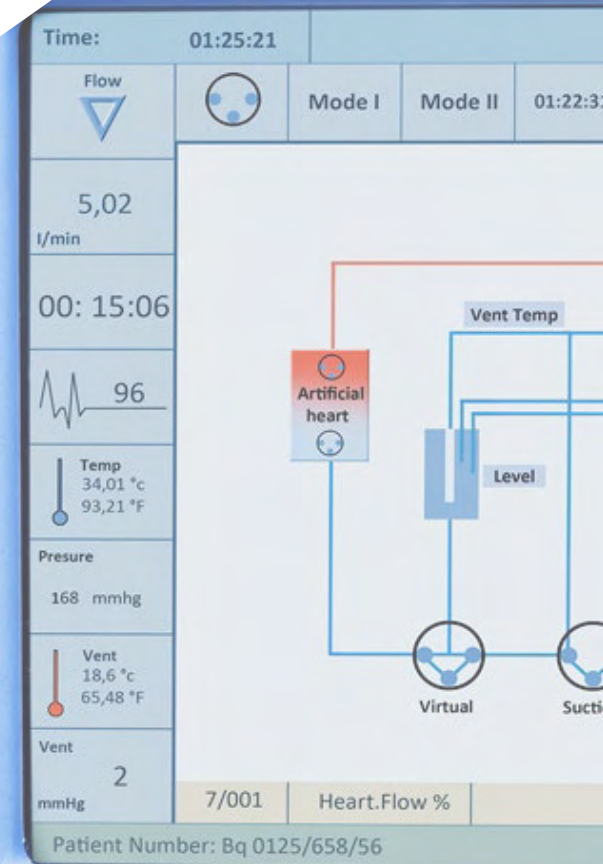 Time: 01:25:21
Flow
Mode I Mode II
5,02
l/min
00: 15:06
96
Vent Temp
Artificial
heart
Temp
34,01 °c
93,21 °F
Level
Presure
168 mmhg
Vent
18,6 °c
65,48 °F
Virtual
Vent
2
mmHg
7/001 Heart.Flow %
Patient Number: Bq 0125/658/56